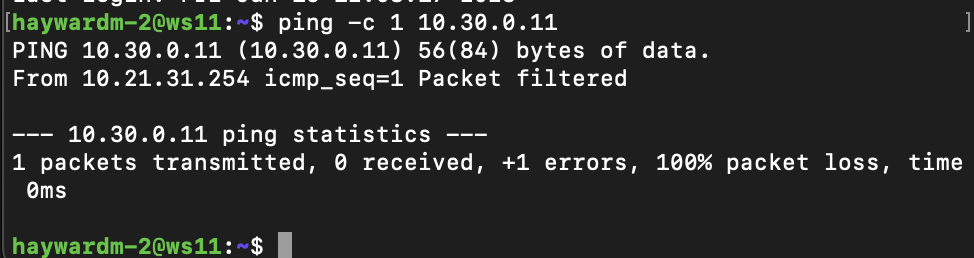 [haywardm-2@ws11:~$ ping -c 1 10.30.0.11 ]
PING 10.30.0.11 (10.30.0.11) 56(84) bytes of data.
From 10.21.31.254 icmp_seq=1 Packet filtered

--- 10.30.0.11 ping statistics ---
1 packets transmitted, 0 received, +1 errors, 100% packet loss, time
 0ms

haywardm-2@ws11:~$